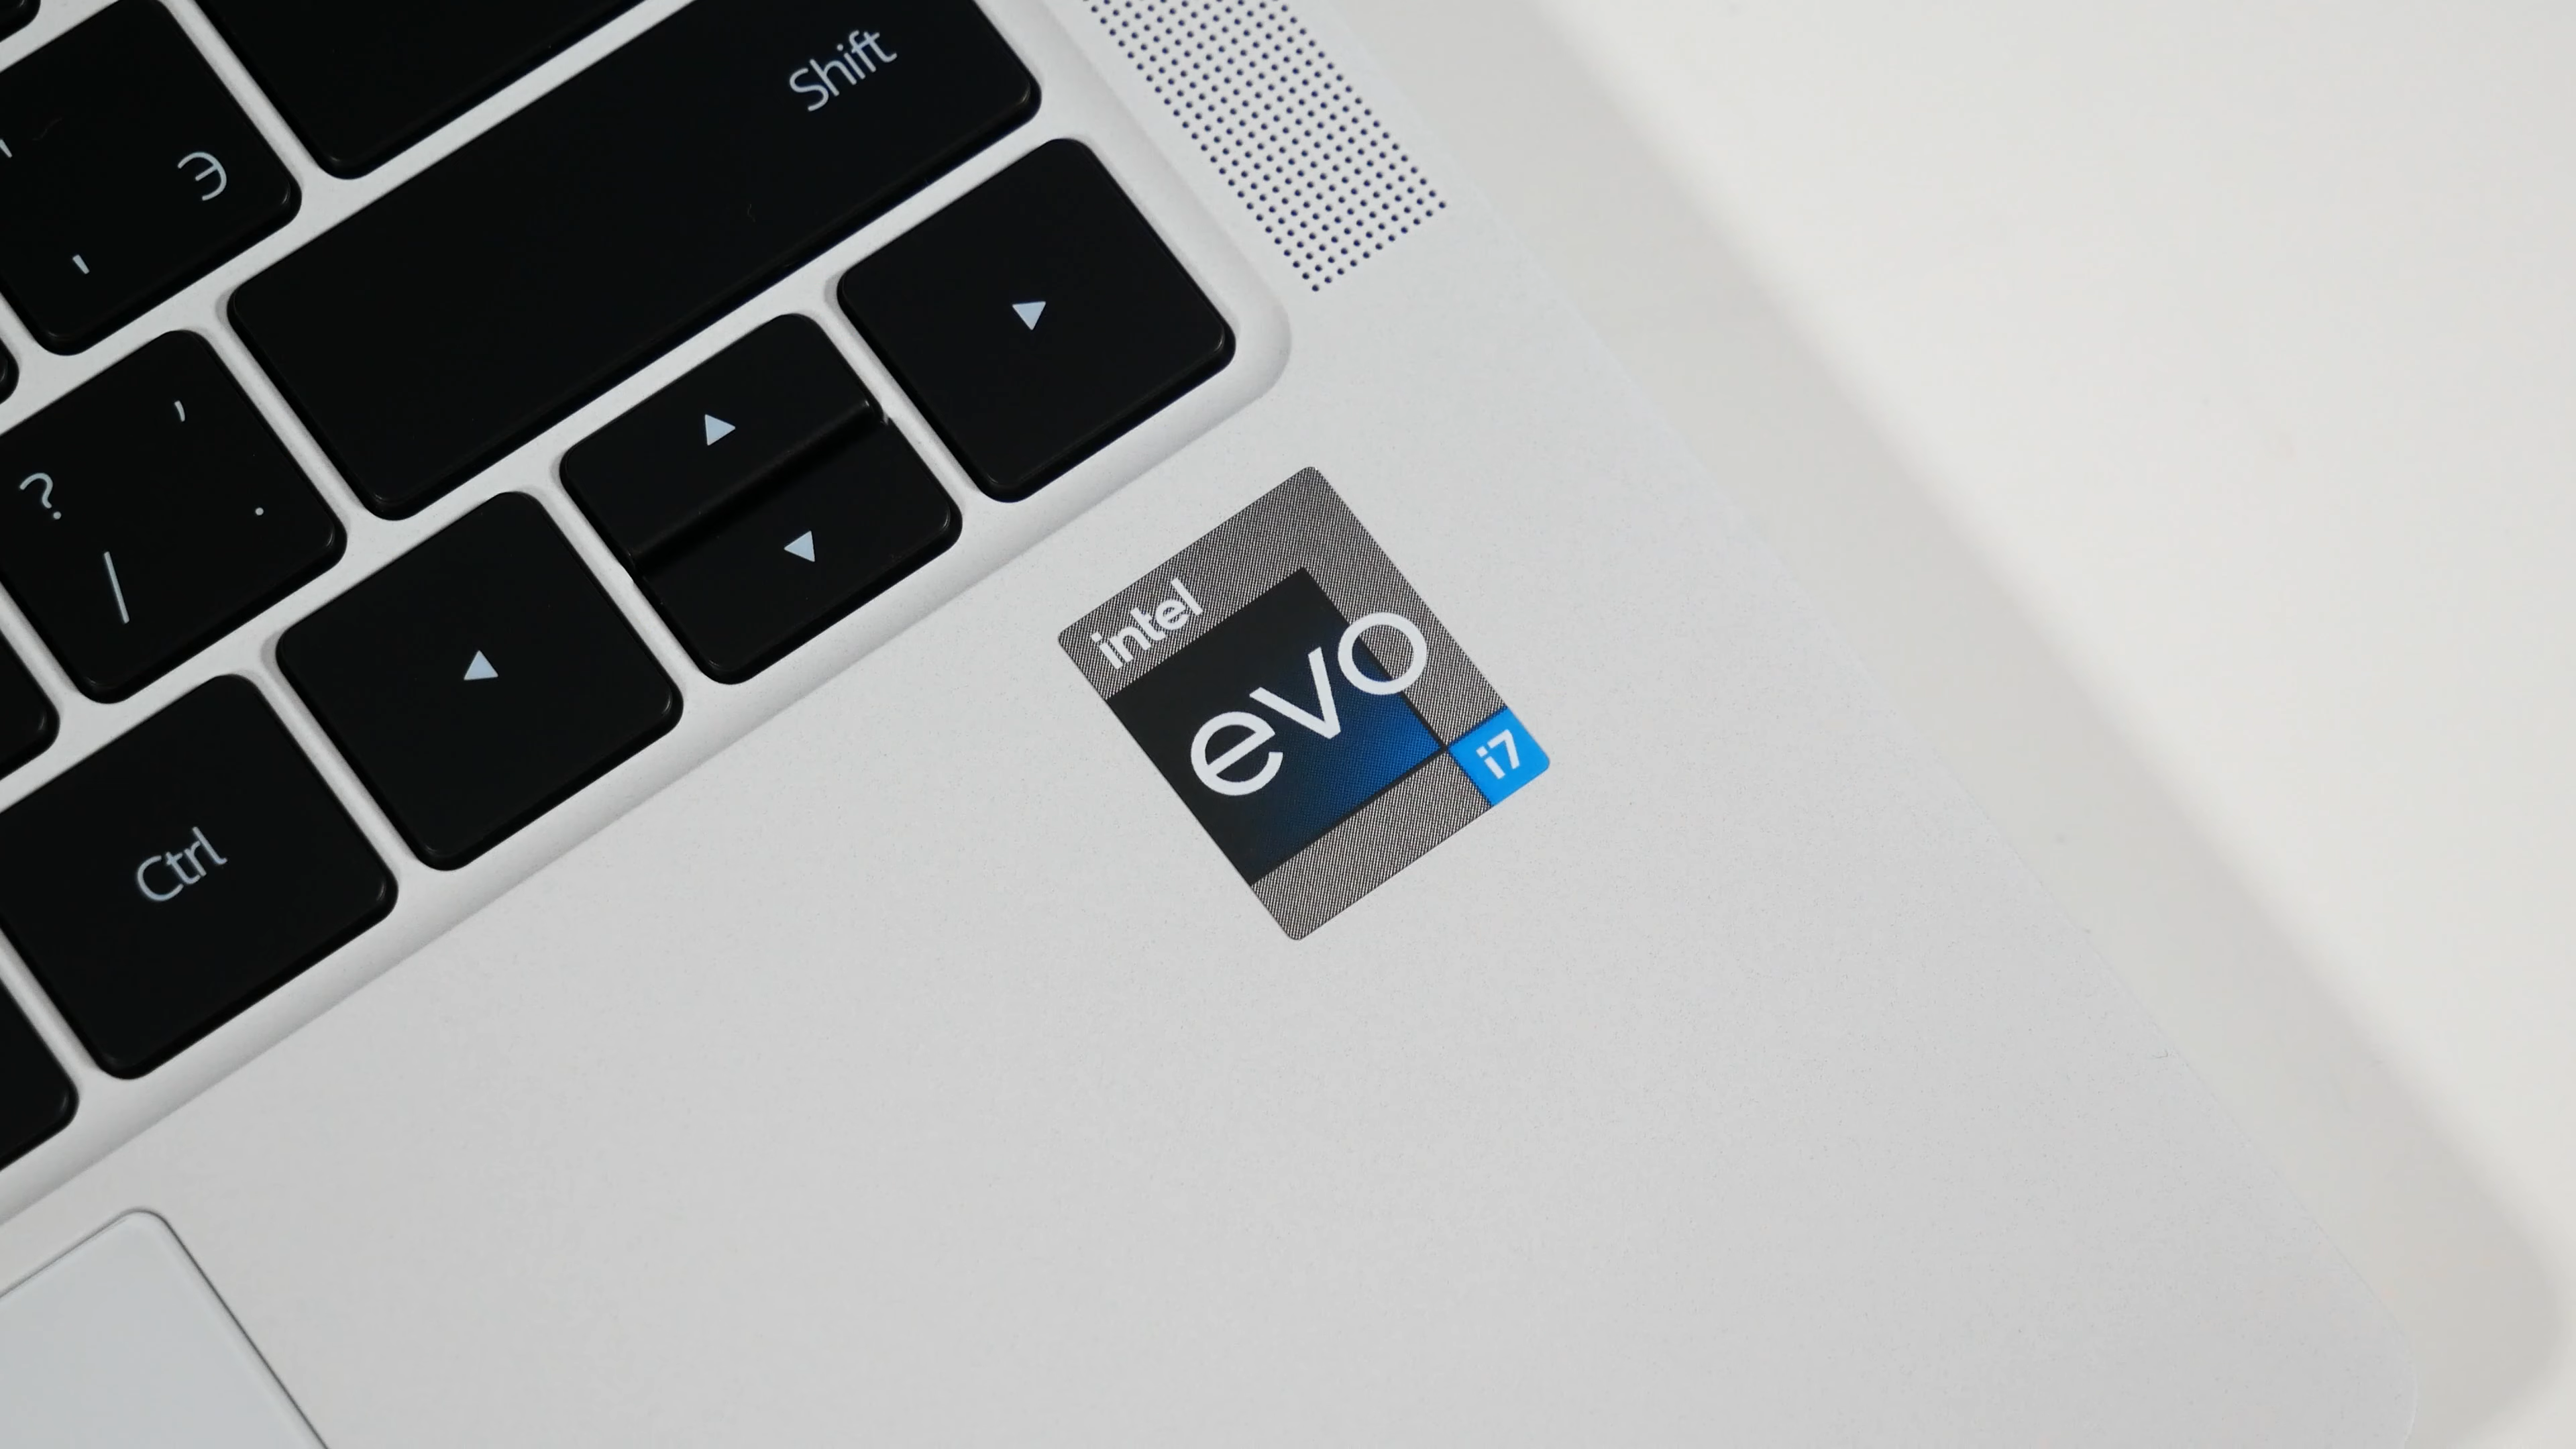 Shift
Э
'
?
,
/
.
Ctrl
intel
evo
i7